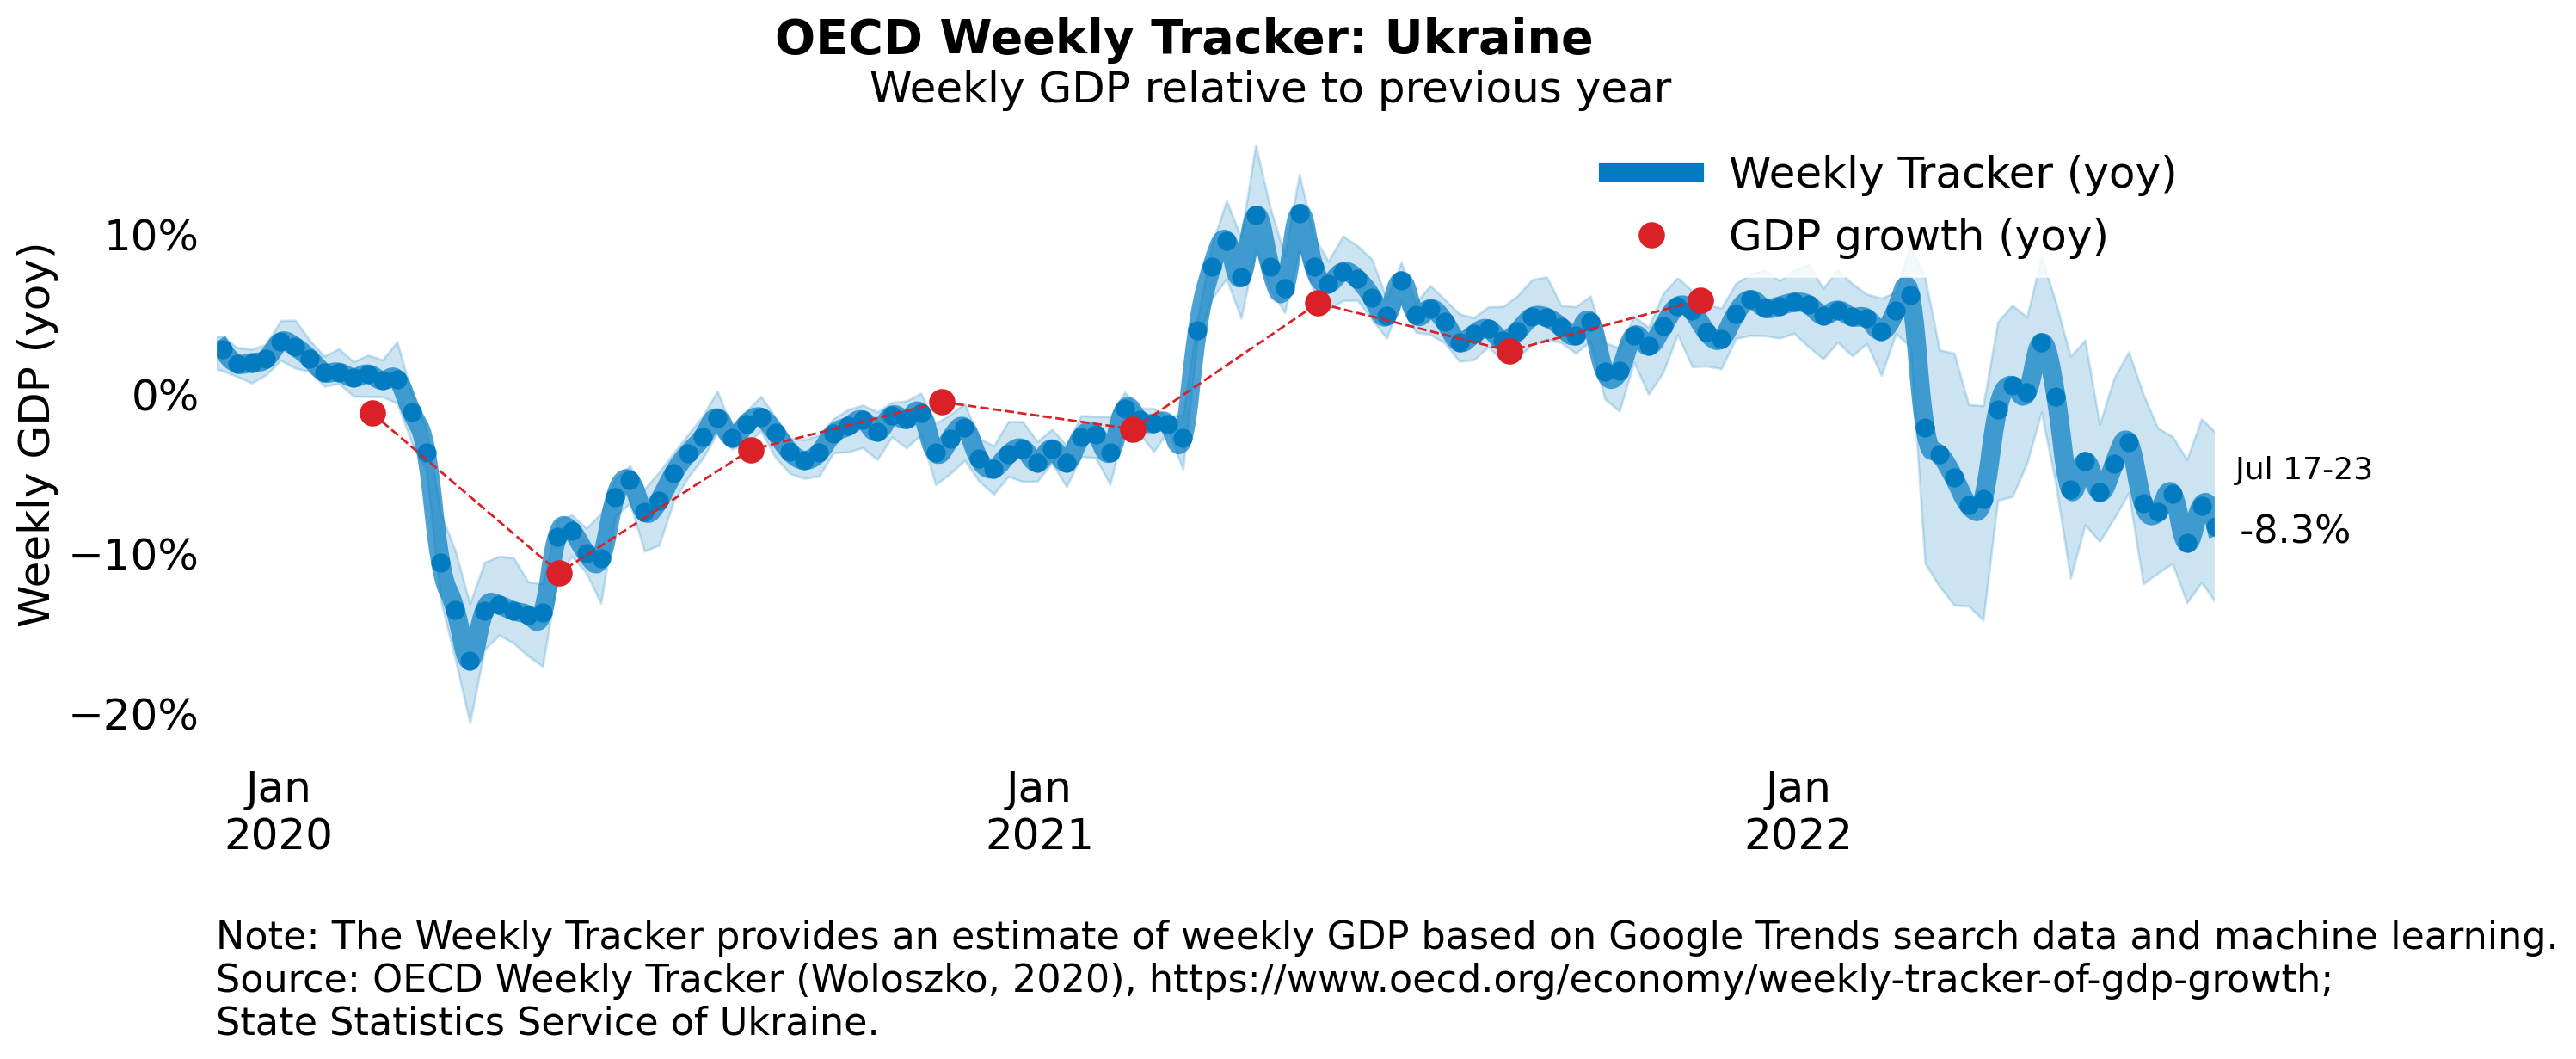 OECD Weekly Tracker: Ukraine
Weekly GDP relative to previous year
Weekly Tracker (yoy)
GDP growth (yoy)
Weekly GDP (yoy)
10%
0%
−10%
−20%
Jul 17-23
-8.3%
Jan
2020
Jan
2021
Jan
2022
Note: The Weekly Tracker provides an estimate of weekly GDP based on Google Trends search data and machine learning.
Source: OECD Weekly Tracker (Woloszko, 2020), https://www.oecd.org/economy/weekly-tracker-of-gdp-growth;
State Statistics Service of Ukraine.